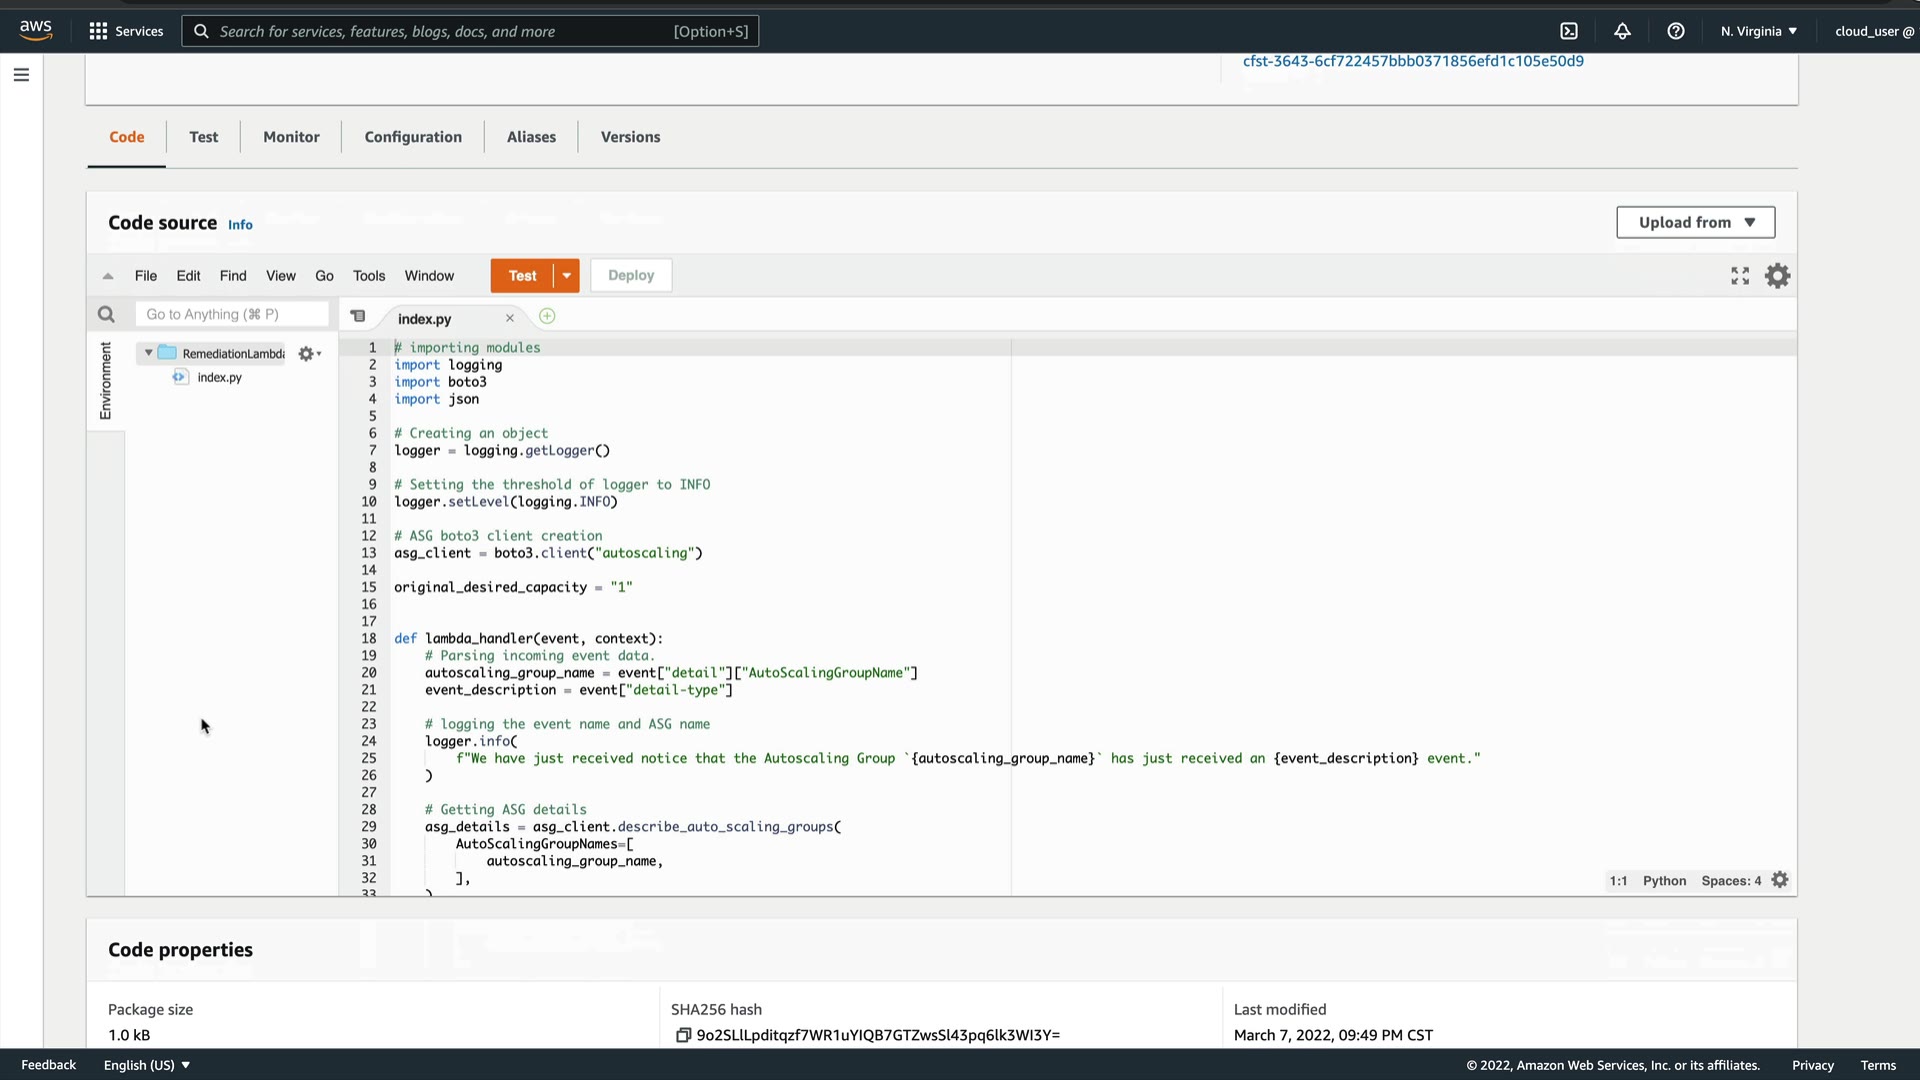 aws
Services
Search for services, features, blogs, docs, and more
[Option+S]
N. Virginia ▼
cloud_user @
cfst-3643-6cf722457bbb0371856efd1c105e50d9
Code
Test
Monitor
Configuration
Aliases
Versions
Code source Info
Upload from ▼
File
Edit
Find
View
Go
Tools
Window
Test
Deploy
Go to Anything (⌘ P)
index.py
Environment
RemediationLambda
index.py
1 # importing modules
2 import logging
3 import boto3
4 import json
5
6 # Creating an object
7 logger = logging.getLogger()
8
9 # Setting the threshold of logger to INFO
10 logger.setLevel(logging.INFO)
11
12 # ASG boto3 client creation
13 asg_client = boto3.client("autoscaling")
14
15 original_desired_capacity = "1"
16
17
18 def lambda_handler(event, context):
19     # Parsing incoming event data.
20     autoscaling_group_name = event["detail"]["AutoScalingGroupName"]
21     event_description = event["detail-type"]
22
23     # logging the event name and ASG name
24     logger.info(
25         f"We have just received notice that the Autoscaling Group `{autoscaling_group_name}` has just received an {event_description} event."
26     )
27
28     # Getting ASG details
29     asg_details = asg_client.describe_auto_scaling_groups(
30         AutoScalingGroupNames=[
31             autoscaling_group_name,
32         ],
33     )
1:1 Python Spaces: 4
Code properties
Package size
1.0 kB
SHA256 hash
9o2SLlLpditqzf7WR1uYIQB7GTZwsSl43pq6lk3WI3Y=
Last modified
March 7, 2022, 09:49 PM CST
Feedback
English (US) ▼
© 2022, Amazon Web Services, Inc. or its affiliates.
Privacy
Terms